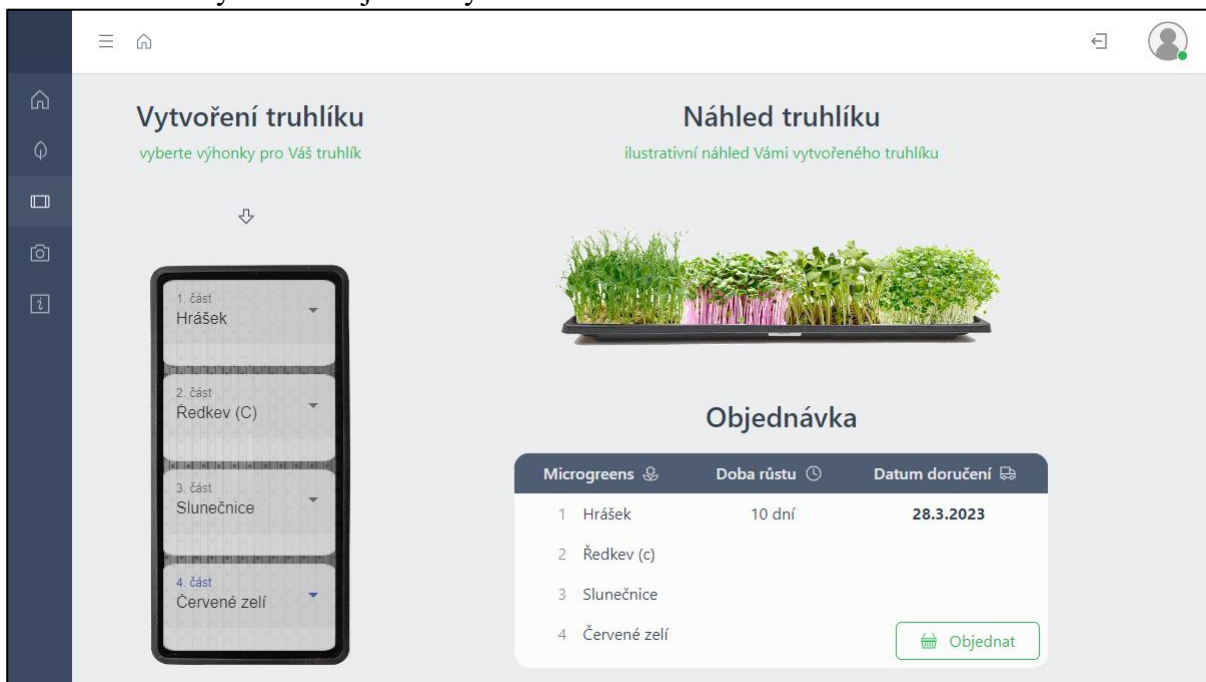 Vytvoření truhlíku
vyberte výhonky pro Váš truhlík
1. část
Hrášek
2. část
Ředkev (C)
3. část
Slunečnice
4. část
Červené zelí
Náhled truhlíku
ilustrativní náhled Vámi vytvořeného truhlíku
Objednávka
Microgreens Doba růstu Datum doručení
1 Hrášek 10 dní 28.3.2023
2 Ředkev (c)
3 Slunečnice
4 Červené zelí
Objednat